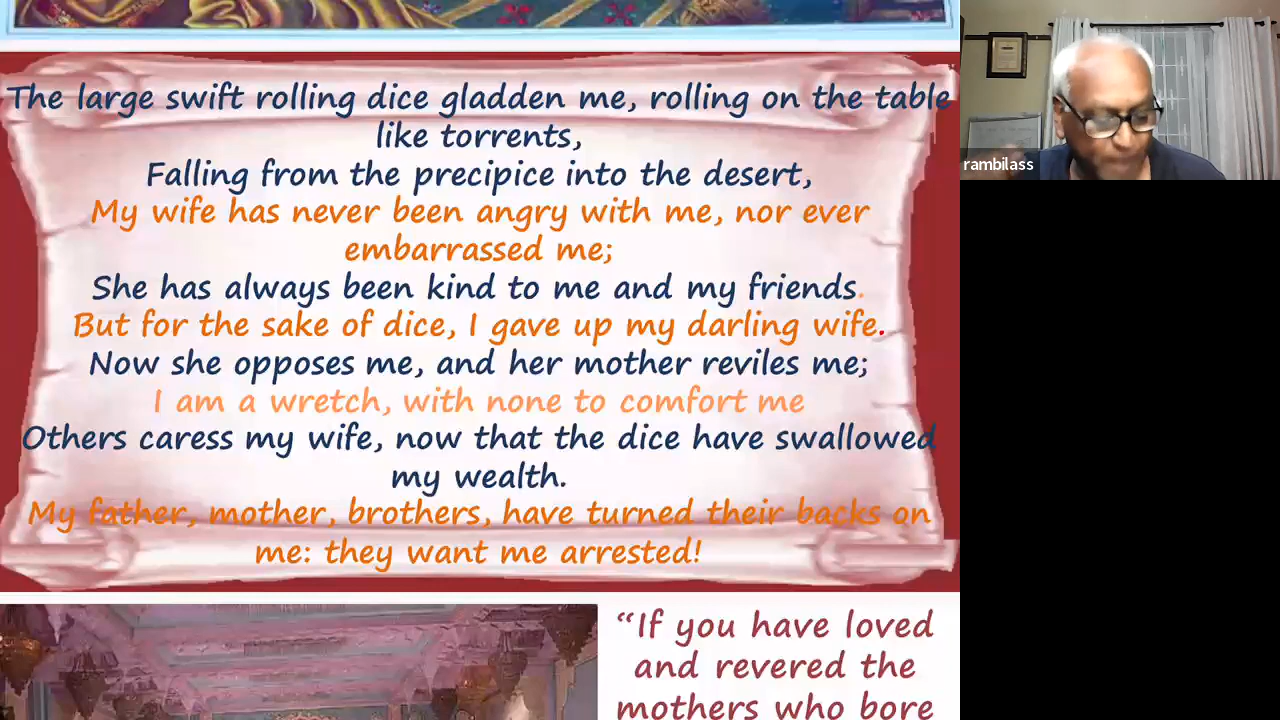 The large swift rolling dice gladden me, rolling on the table
like torrents,
Falling from the precipice into the desert,
My wife has never been angry with me, nor ever
embarrassed me;
She has always been kind to me and my friends.
But for the sake of dice, I gave up my darling wife.
Now she opposes me, and her mother reviles me;
I am a wretch, with none to comfort me
Others caress my wife, now that the dice have swallowed
my wealth.
My father, mother, brothers, have turned their backs on
me: they want me arrested!
“If you have loved
and revered the
mothers who bore
rambilass